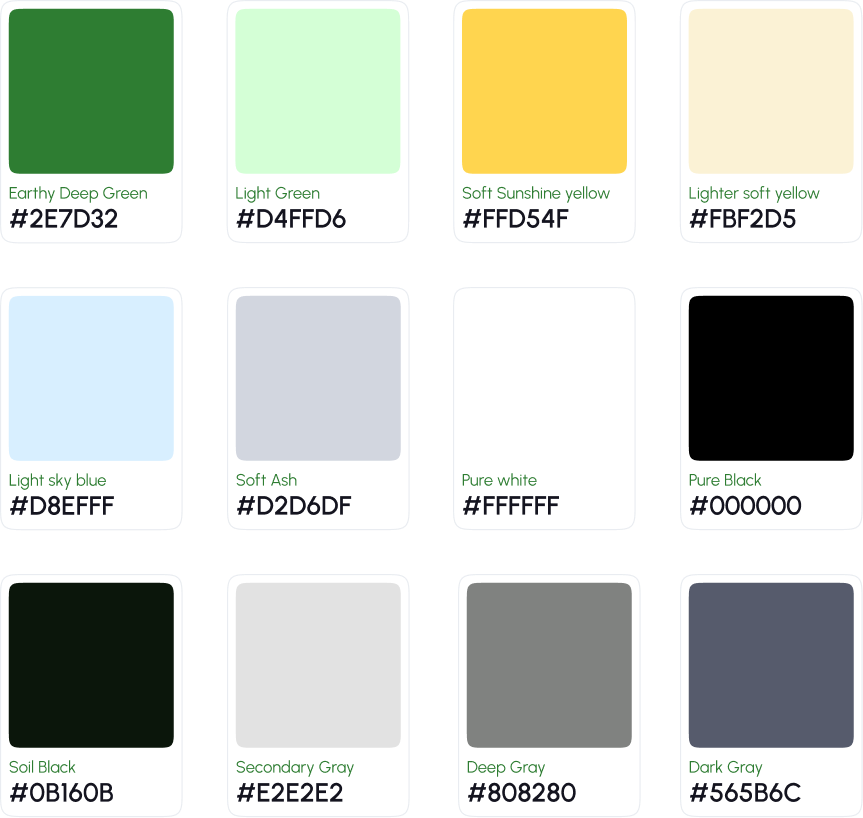 Earthy Deep Green
#2E7D32
Light Green
#D4FFD6
Soft Sunshine yellow
#FFD54F
Lighter soft yellow
#FBF2D5
Light sky blue
#D8EFFF
Soft Ash
#D2D6DF
Pure white
#FFFFFF
Pure Black
#000000
Soil Black
#0B160B
Secondary Gray
#E2E2E2
Deep Gray
#808280
Dark Gray
#565B6C